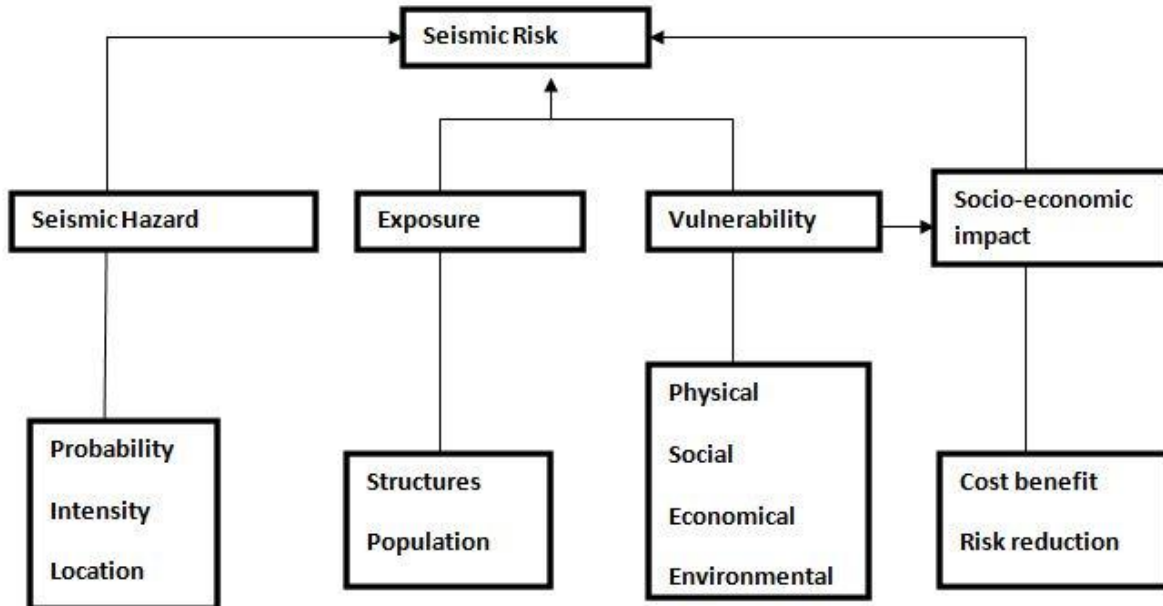 Seismic Risk
Seismic Hazard
Exposure
Vulnerability
Socio-economic
impact
Probability
Intensity
Location
Structures
Population
Physical
Social
Economical
Environmental
Cost benefit
Risk reduction